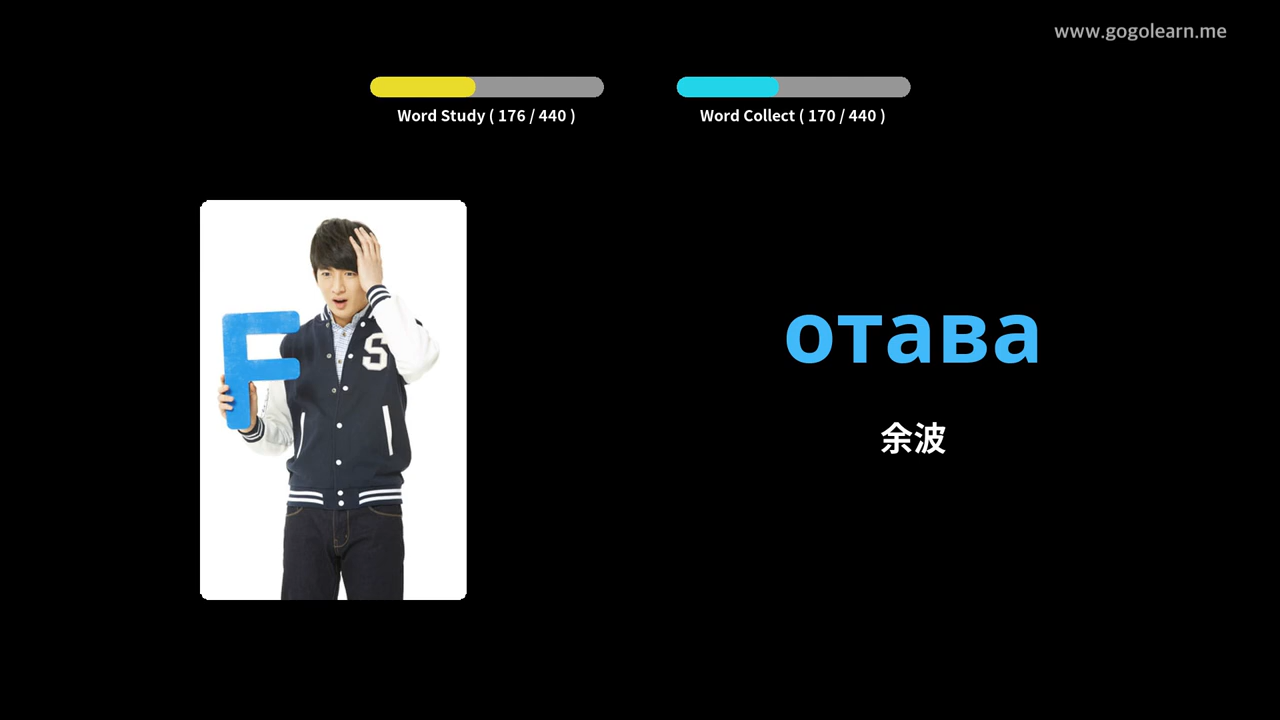 www.gogolearn.me
Word Study ( 176 / 440 )
Word Collect ( 170 / 440 )
F
S
отава
余波